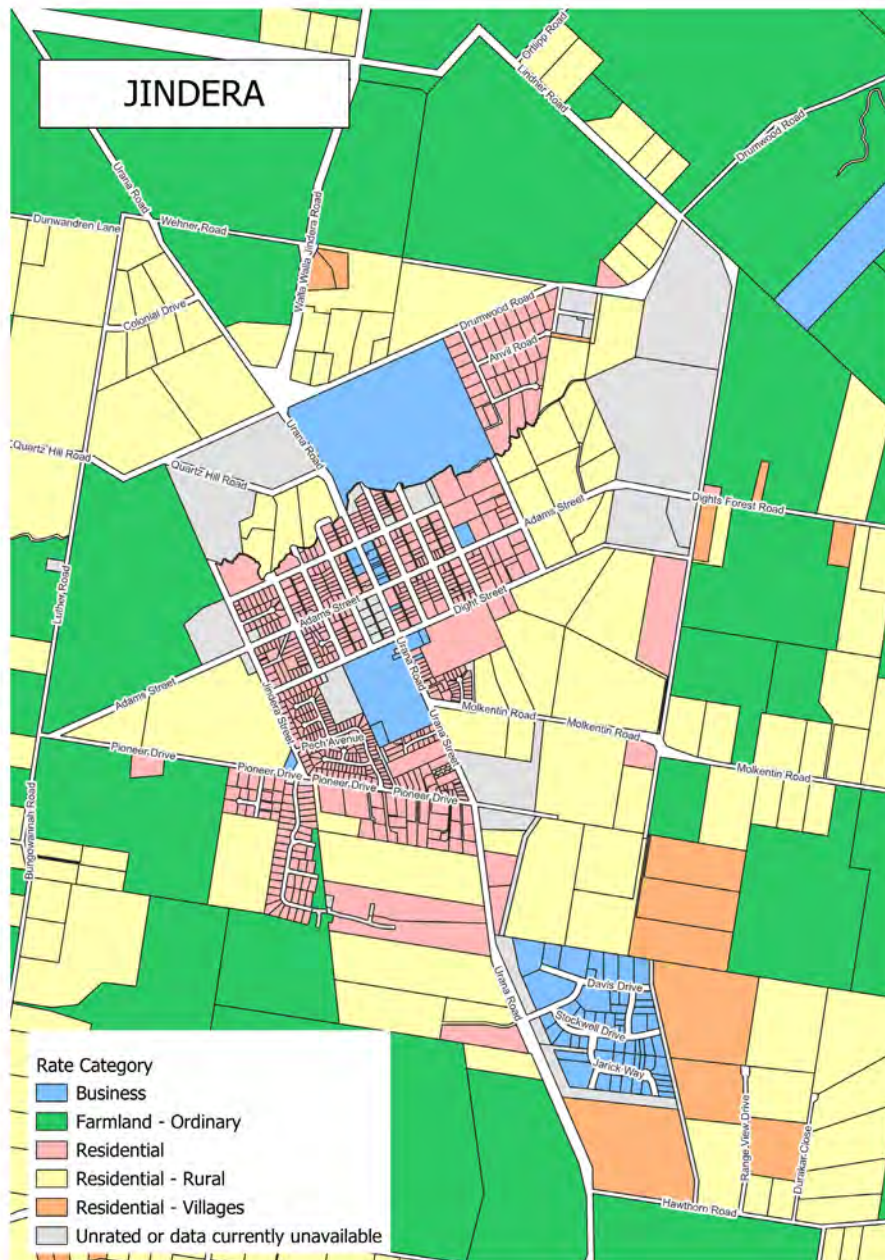 JINDERA
Ortlipp Road
Lindner Road
Drumwood Road
Urana Road
Walla Walla Jindera Road
Dunwandren Lane
Wehner Road
Colonial Drive
Drumwood Road
Anvil Road
Urana Road
Quartz Hill Road
Quartz Hill Road
Adams Street
Dights Forest Road
Luther Road
Adams Street
Dight Street
Urana Road
Adams Street
Jindera Street
Molkentin Road
Molkentin Road
Urana Street
Pech Avenue
Pioneer Drive
Pioneer Drive
Pioneer Drive
Pioneer Drive
Molkentin Road
Bungowannah Road
Urana Road
Davis Drive
Stockwell Drive
Jarick Way
Range View Drive
Durakar Close
Hawthorn Road
Rate Category
Business
Farmland - Ordinary
Residential
Residential - Rural
Residential - Villages
Unrated or data currently unavailable